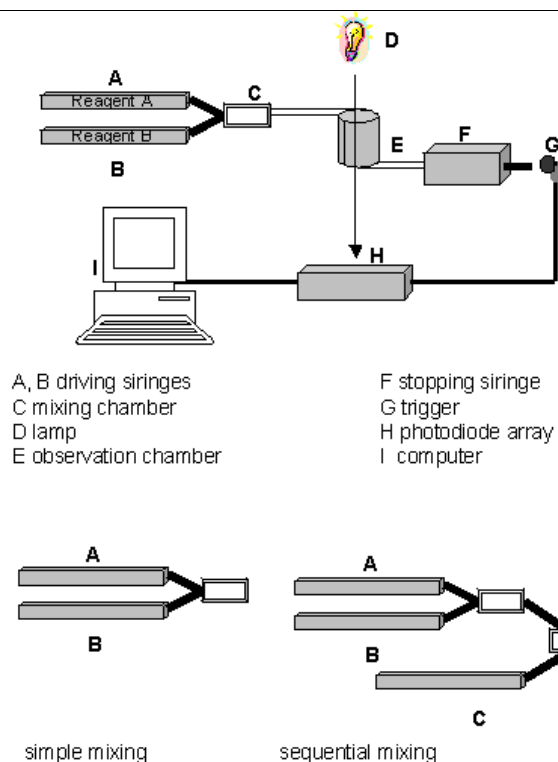 A
D
C
Reagent A
Reagent B
E
F
G
B
H
I
A, B driving siringes
F stopping siringe
C mixing chamber
G trigger
D lamp
H photodiode array
E observation chamber
I computer
A
A
B
B
C
simple mixing
sequential mixing